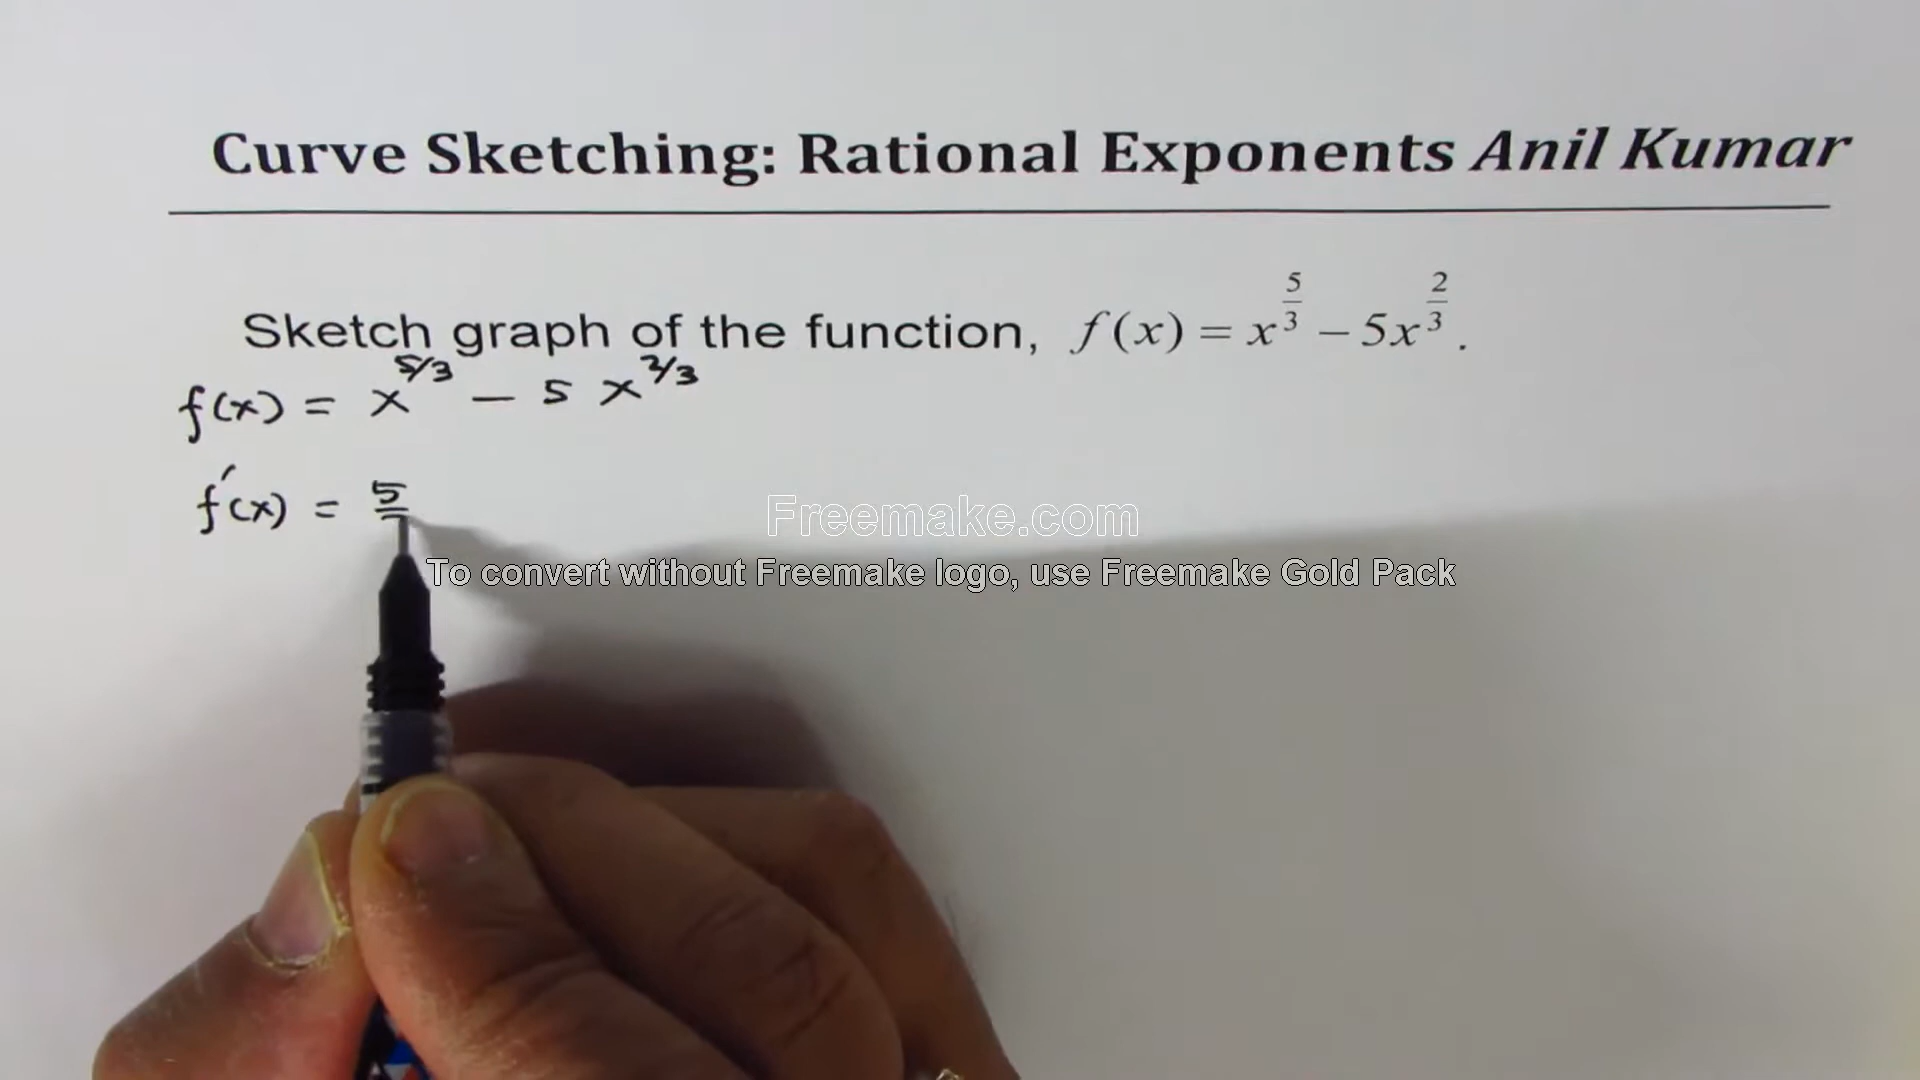 Curve Sketching: Rational Exponents Anil Kumar
Sketch graph of the function, f(x) = x^{5/3} − 5x^{2/3}.
f(x) = x^{5/3} − 5 x^{2/3}
f'(x) = 5
Freemake.com
To convert without Freemake logo, use Freemake Gold Pack